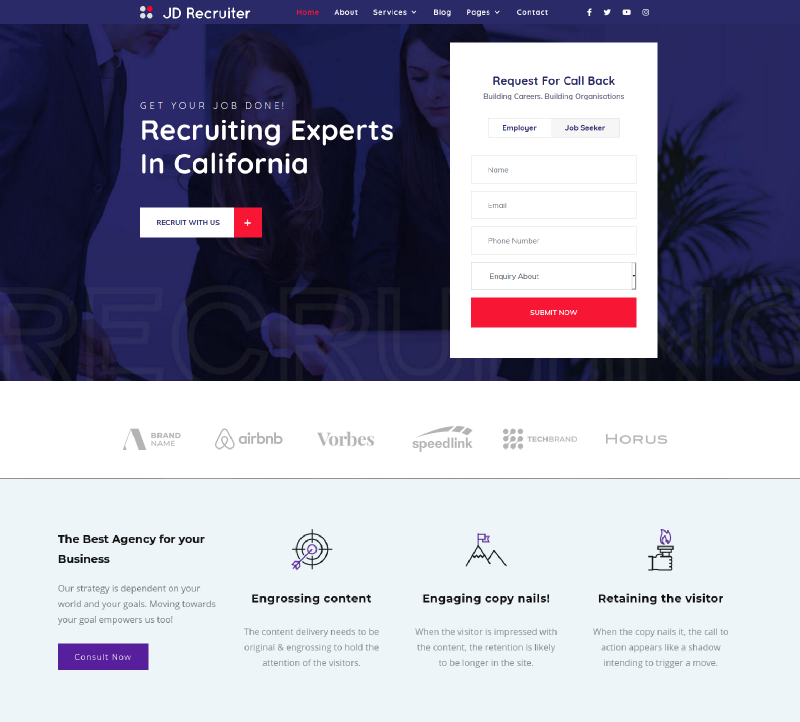 JD Recruiter
Home About Services Blog Pages Contact
GET YOUR JOB DONE!
Recruiting Experts
In California
RECRUIT WITH US +
Request For Call Back
Building Careers. Building Organisations
Employer Job Seeker
Name
Email
Phone Number
Enquiry About
SUBMIT NOW
RECRUITING
BRAND
NAME
airbnb
Vorbes
speedlink
TECHBRAND
HORUS
The Best Agency for your
Business
Our strategy is dependent on your
world and your goals. Moving towards
your goal empowers us too!
Consult Now
Engrossing content
The content delivery needs to be
original & engrossing to hold the
attention of the visitors.
Engaging copy nails!
When the visitor is impressed with
the content, the retention is likely
to be longer in the site.
Retaining the visitor
When the copy nails it, the call to
action appears like a shadow
intending to trigger a move.